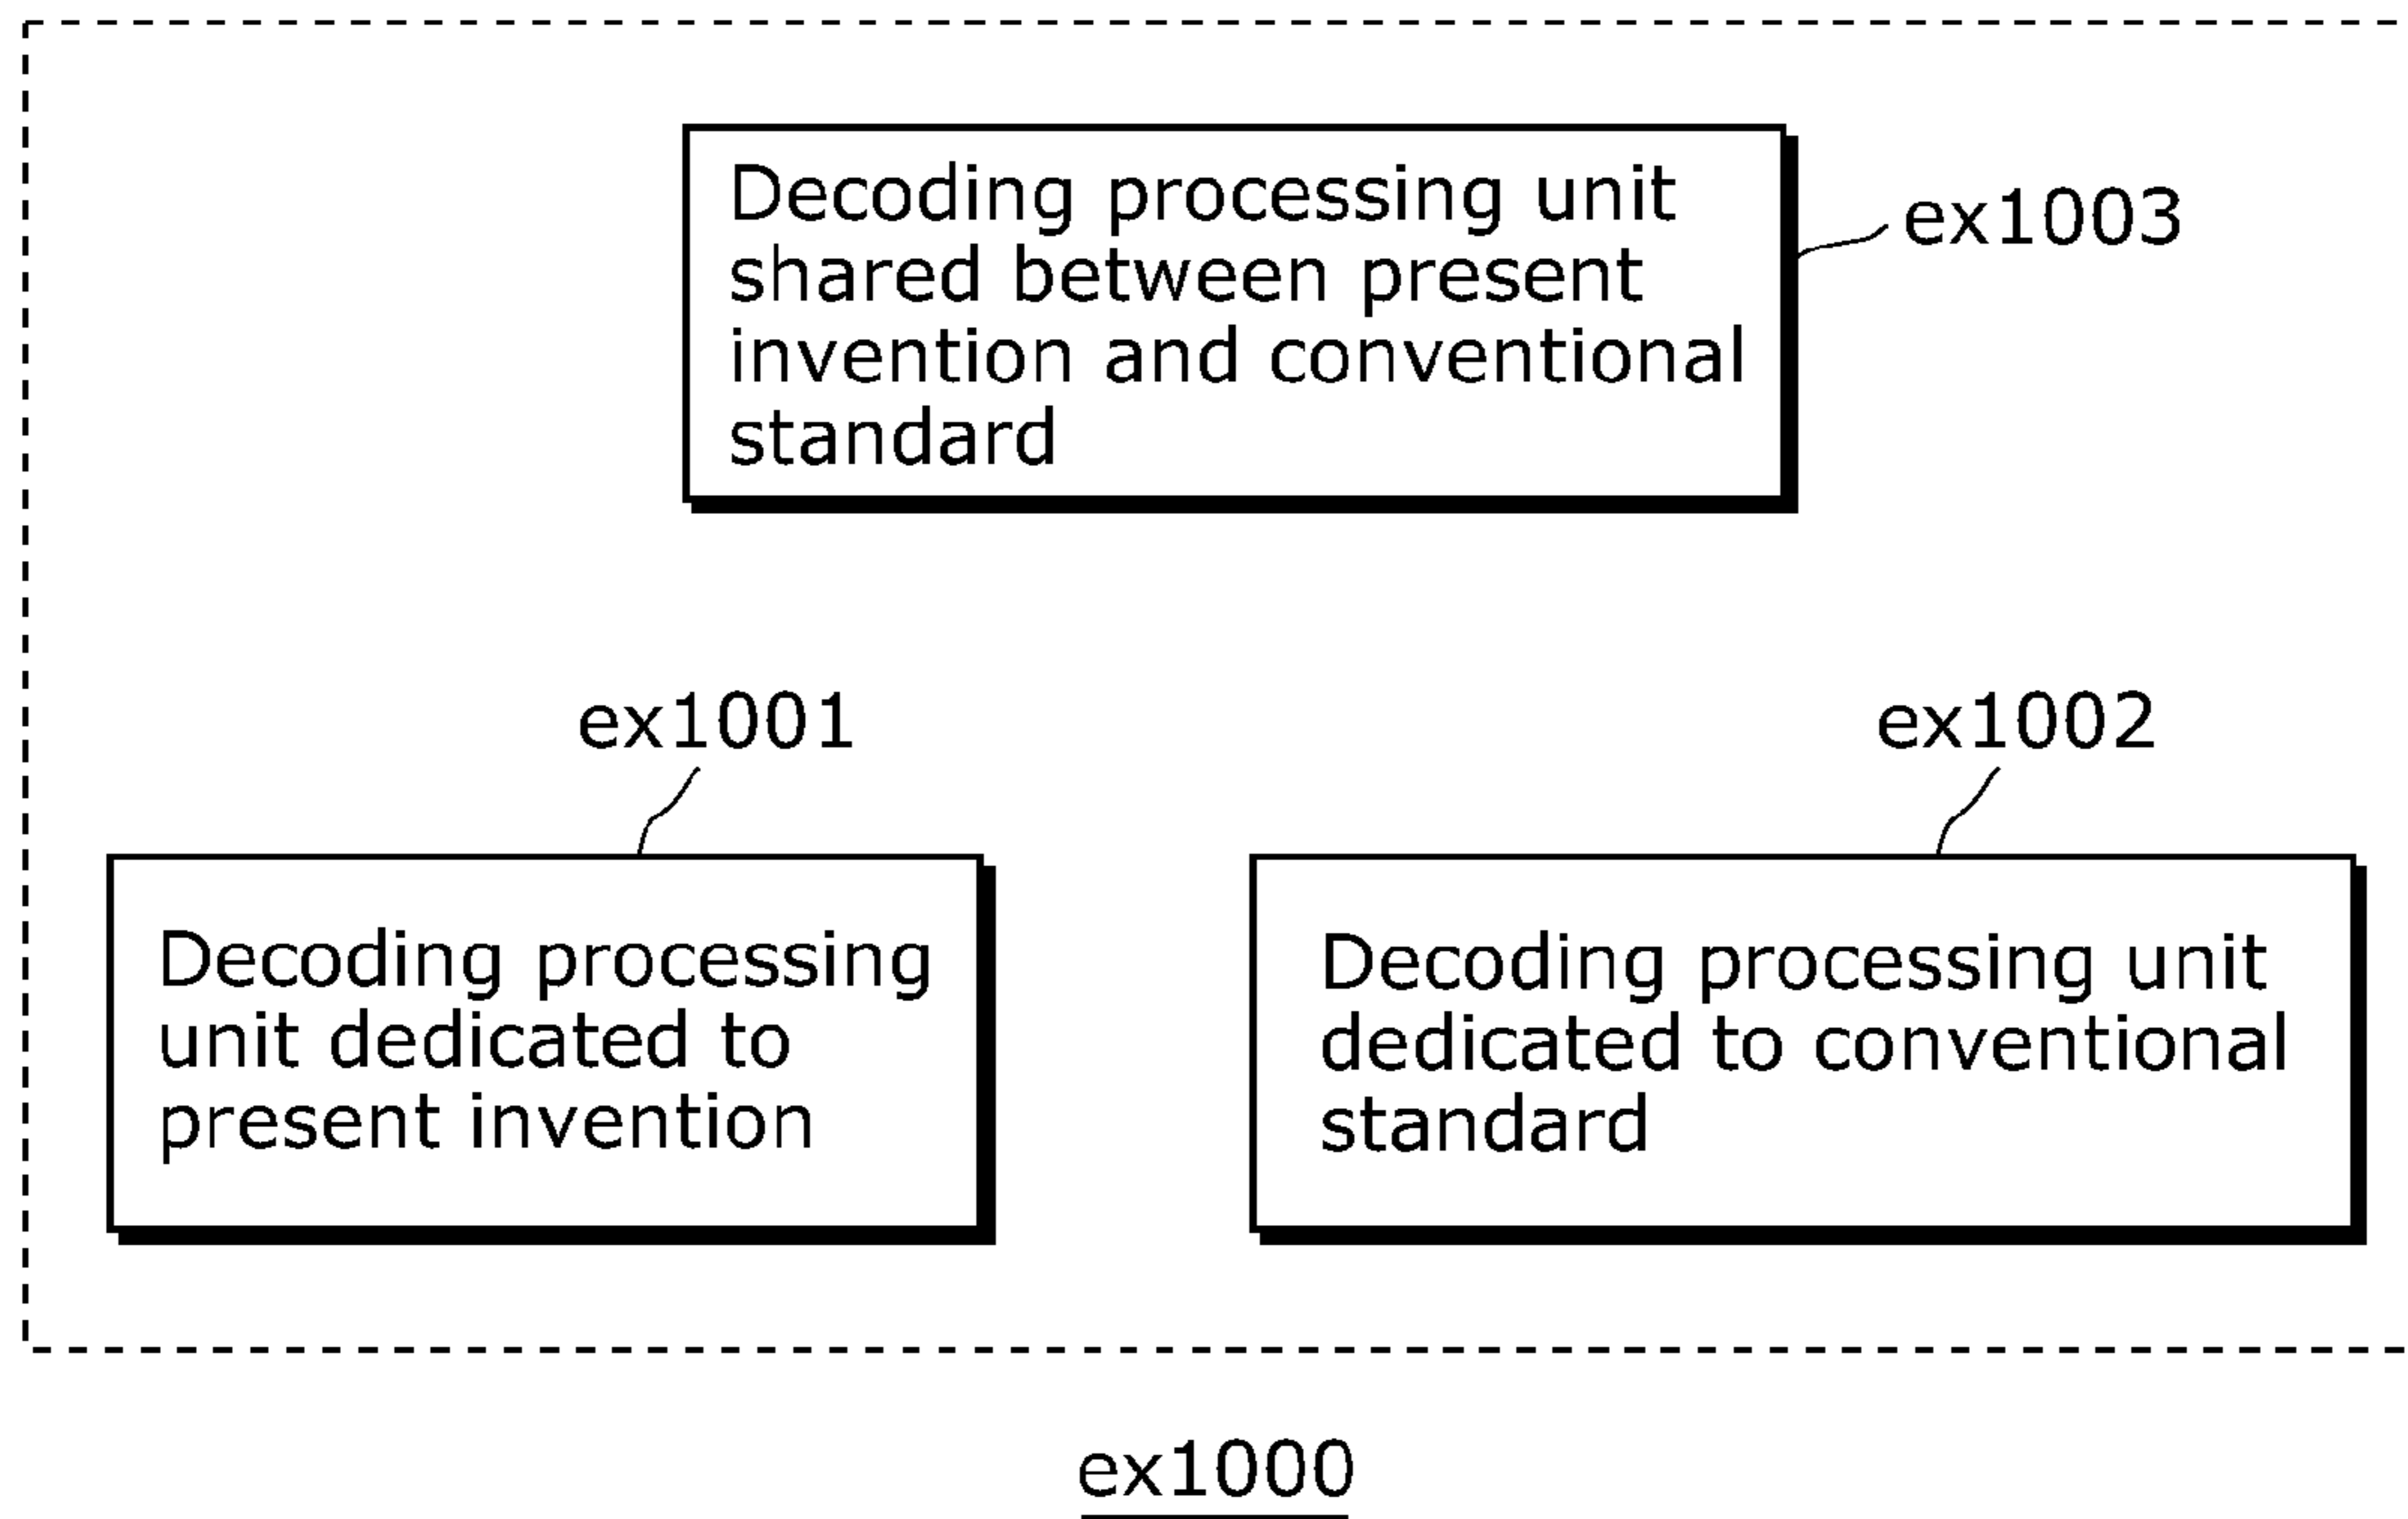 Decoding processing unit
shared between present
invention and conventional
standard
ex1003
ex1001
ex1002
Decoding processing
unit dedicated to
present invention
Decoding processing unit
dedicated to conventional
standard
ex1000